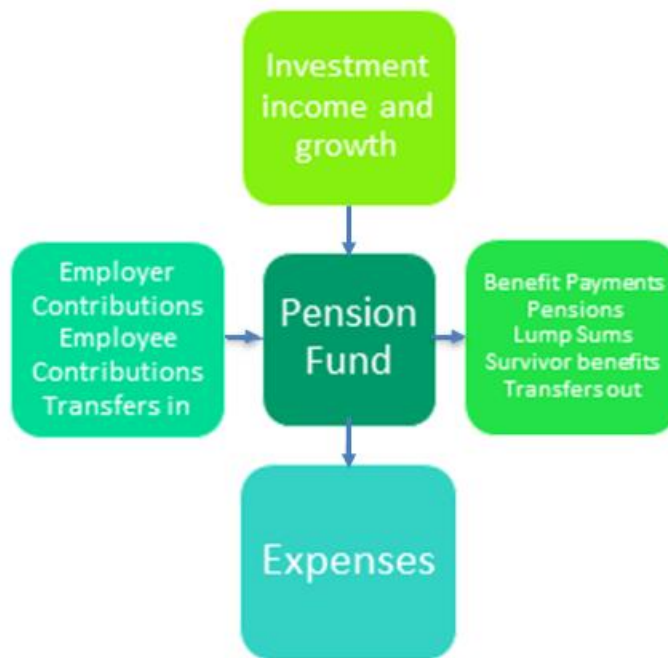 Investment
income and
growth
Employer
Contributions
Employee
Contributions
Transfers in
Pension
Fund
Benefit Payments
Pensions
Lump Sums
Survivor benefits
Transfers out
Expenses